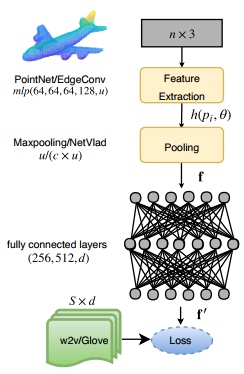 n × 3
PointNet/EdgeConv
mlp(64, 64, 64, 128, u)
Feature
Extraction
h(pᵢ, θ)
Maxpooling/NetVlad
u/(c × u)
Pooling
f
fully connected layers
(256, 512, d)
S × d
f′
w2v/Glove
Loss